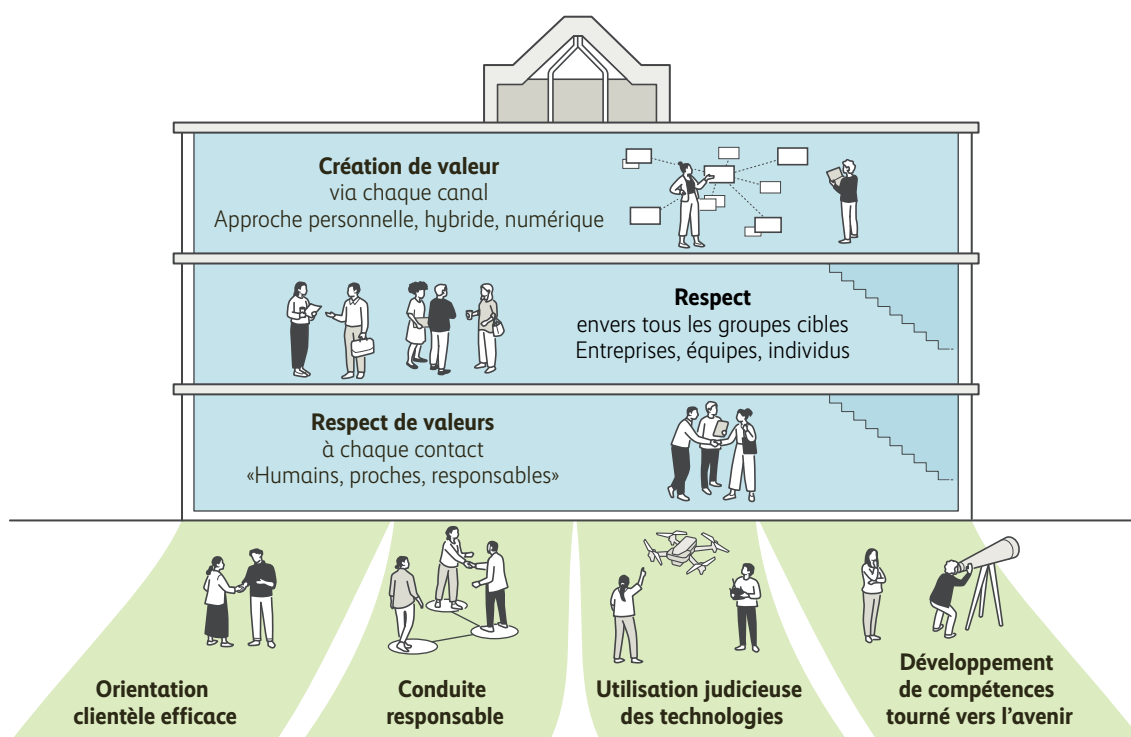 Création de valeur
via chaque canal
Approche personnelle, hybride, numérique
Respect
envers tous les groupes cibles
Entreprises, équipes, individus
Respect de valeurs
à chaque contact
«Humains, proches, responsables»
Orientation
clientèle efficace
Conduite
responsable
Utilisation judicieuse
des technologies
Développement
de compétences
tourné vers l’avenir